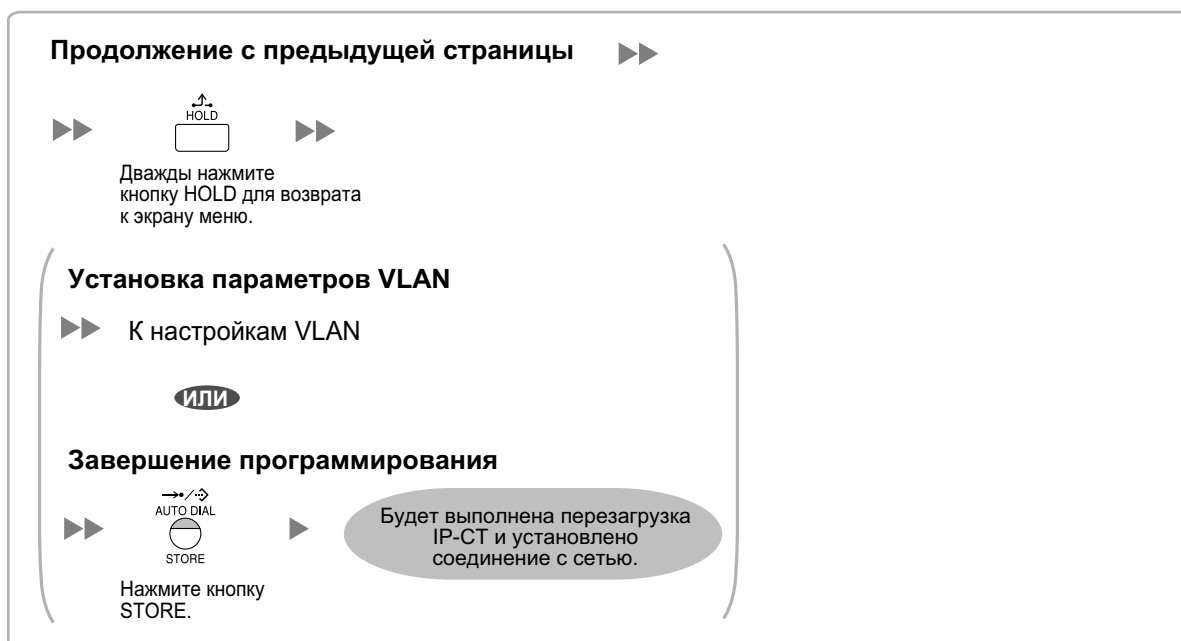 Продолжение с предыдущей страницы
HOLD
Дважды нажмите
кнопку HOLD для возврата
к экрану меню.
Установка параметров VLAN
К настройкам VLAN
ИЛИ
Завершение программирования
AUTO DIAL
STORE
Нажмите кнопку
STORE.
Будет выполнена перезагрузка
IP-СТ и установлено
соединение с сетью.